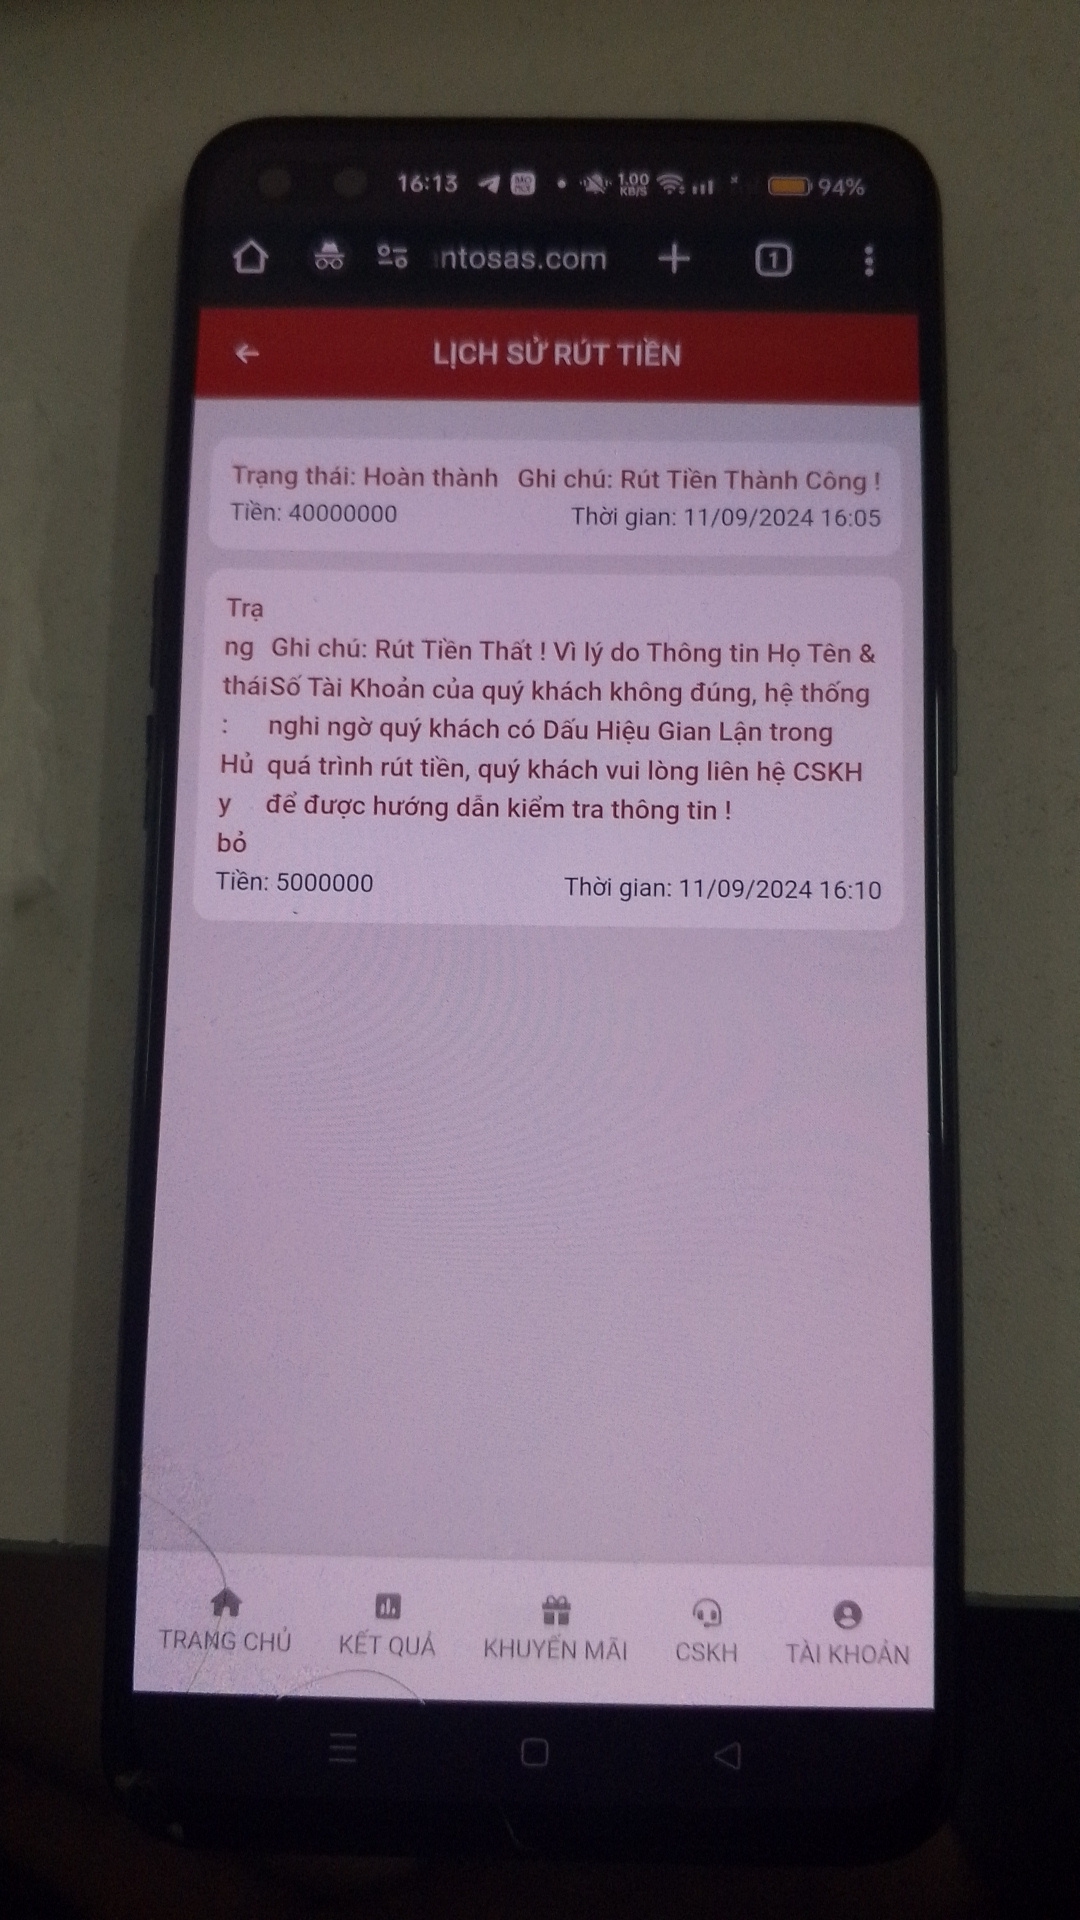 16:13 1.00 KB/S 94%
ntosas.com 1
LỊCH SỬ RÚT TIỀN
Trạng thái: Hoàn thành Ghi chú: Rút Tiền Thành Công !
Tiền: 40000000 Thời gian: 11/09/2024 16:05
Trạ
ng Ghi chú: Rút Tiền Thất ! Vì lý do Thông tin Họ Tên &
thái Số Tài Khoản của quý khách không đúng, hệ thống
: nghi ngờ quý khách có Dấu Hiệu Gian Lận trong
Hủ quá trình rút tiền, quý khách vui lòng liên hệ CSKH
y để được hướng dẫn kiểm tra thông tin !
bỏ
Tiền: 5000000 Thời gian: 11/09/2024 16:10
TRANG CHỦ KẾT QUẢ KHUYẾN MÃI CSKH TÀI KHOẢN